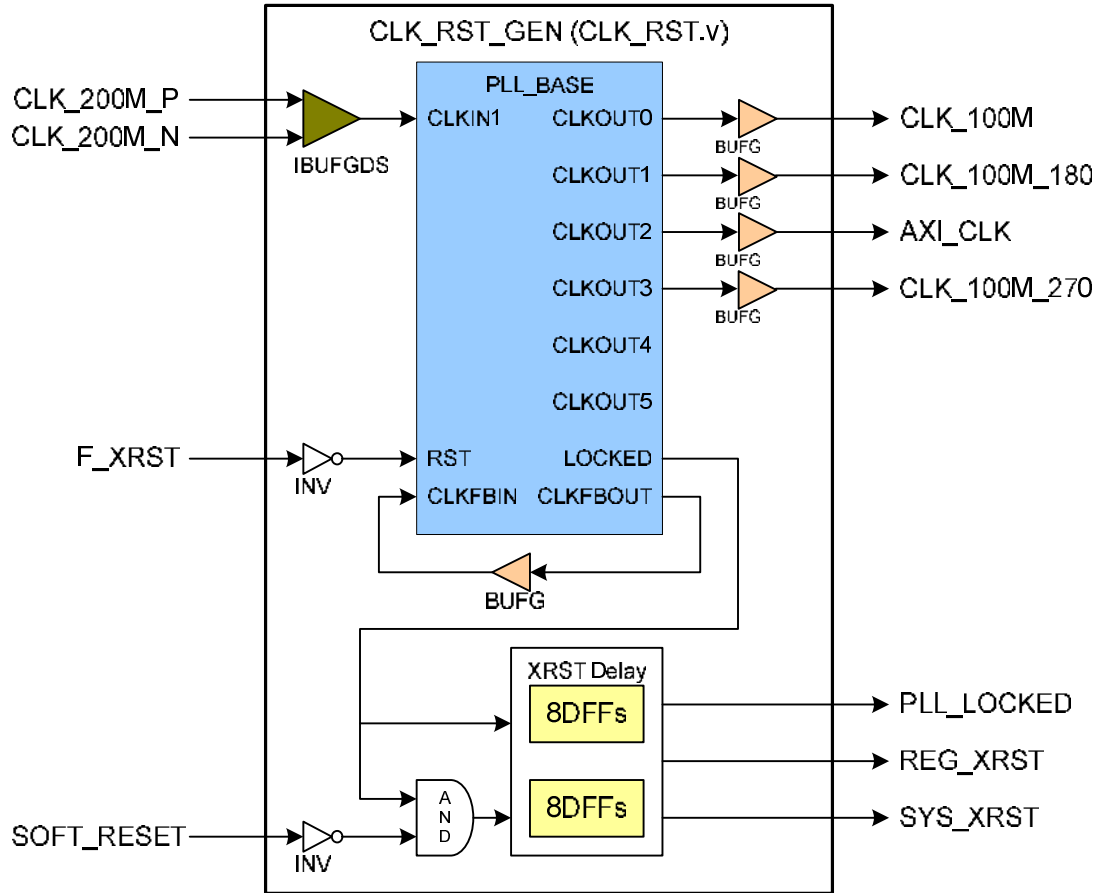 CLK_RST_GEN (CLK_RST.v)
PLL_BASE
CLK_200M_P
CLK_200M_N
IBUFGDS
CLKIN1
CLKOUT0
BUFG
CLK_100M
CLKOUT1
BUFG
CLK_100M_180
CLKOUT2
BUFG
AXI_CLK
CLKOUT3
BUFG
CLK_100M_270
CLKOUT4
CLKOUT5
F_XRST
INV
RST
LOCKED
CLKFBIN
CLKFBOUT
BUFG
XRST Delay
8DFFs
PLL_LOCKED
REG_XRST
8DFFs
SYS_XRST
AND
SOFT_RESET
INV